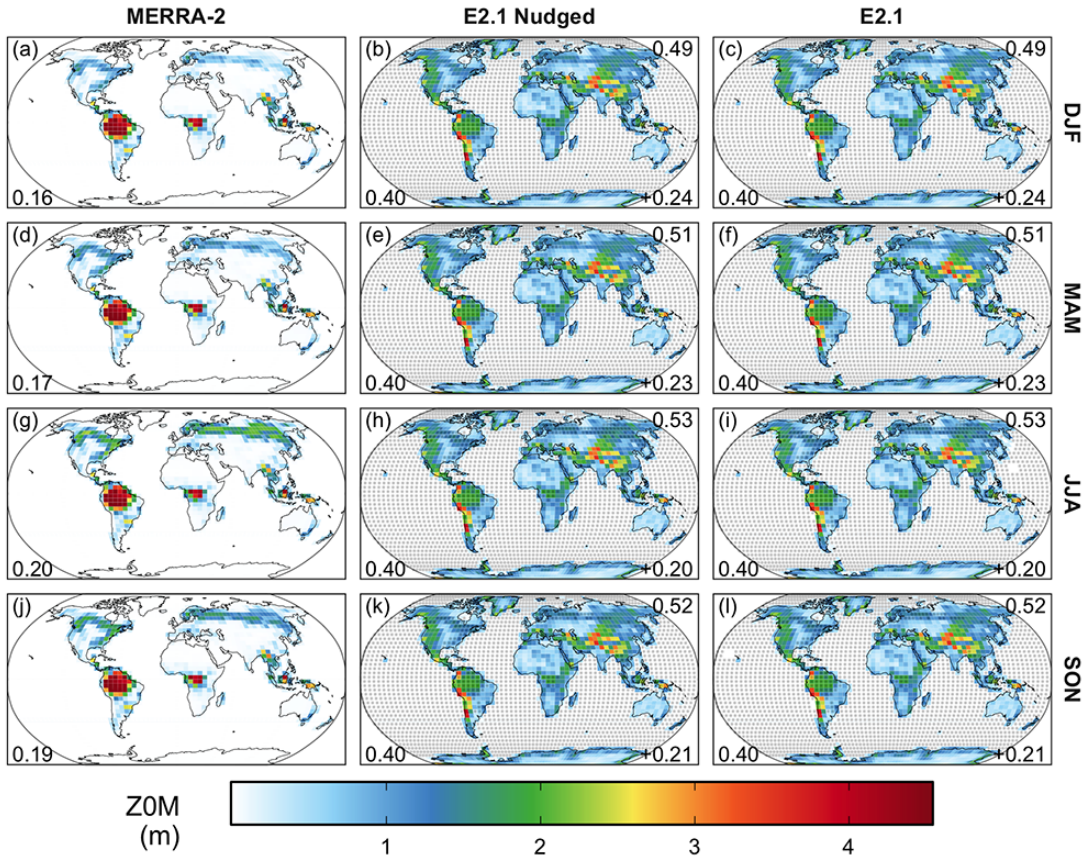 MERRA-2 E2.1 Nudged E2.1
(a) (b) 0.49 (c) 0.49
DJF
0.16 0.40 +0.24 0.40 +0.24
(d) (e) 0.51 (f) 0.51
MAM
0.17 0.40 +0.23 0.40 +0.23
(g) (h) 0.53 (i) 0.53
JJA
0.20 0.40 +0.20 0.40 +0.20
(j) (k) 0.52 (l) 0.52
SON
0.19 0.40 +0.21 0.40 +0.21
Z0M
(m)
1 2 3 4